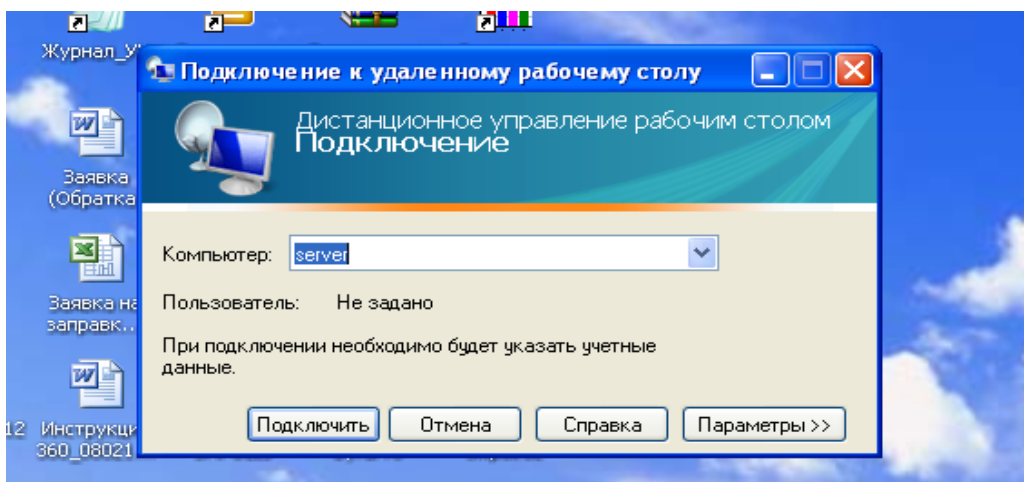 Журнал_У
Подключение к удаленному рабочему столу
Дистанционное управление рабочим столом
Подключение
Заявка
(Обратка
Компьютер: server
Пользователь: Не задано
Заявка на
заправк...
При подключении необходимо будет указать учетные
данные.
Подключить Отмена Справка Параметры >>
12 Инструкци
360_08021